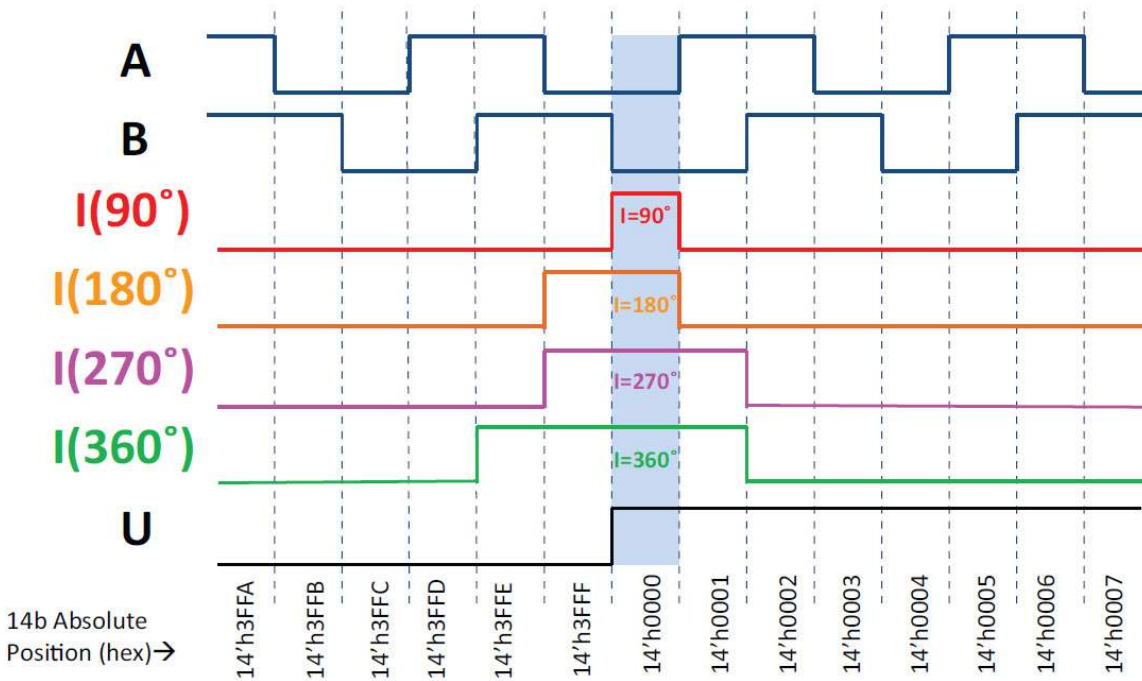 A
B
I(90°)
I=90°
I(180°)
I=180°
I(270°)
I=270°
I(360°)
I=360°
U
14b Absolute
Position (hex)→
14'h3FFA
14'h3FFB
14'h3FFC
14'h3FFD
14'h3FFE
14'h3FFF
14'h0000
14'h0001
14'h0002
14'h0003
14'h0004
14'h0005
14'h0006
14'h0007